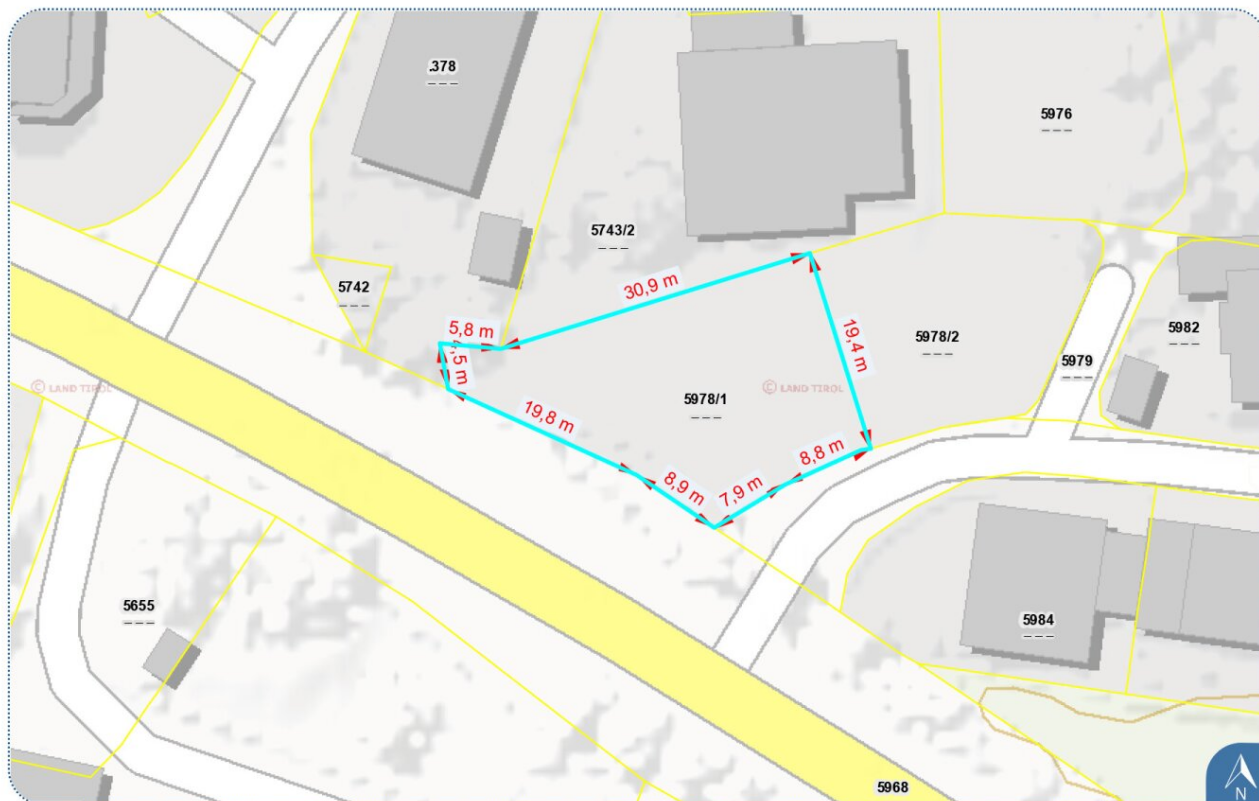 .378
5976
5743/2
5742
30,9 m
5,8 m
19,4 m
5978/2
5982
5979
© LAND TIROL
© LAND TIROL
5978/1
19,8 m
8,8 m
8,9 m
7,9 m
5655
5984
5968
N